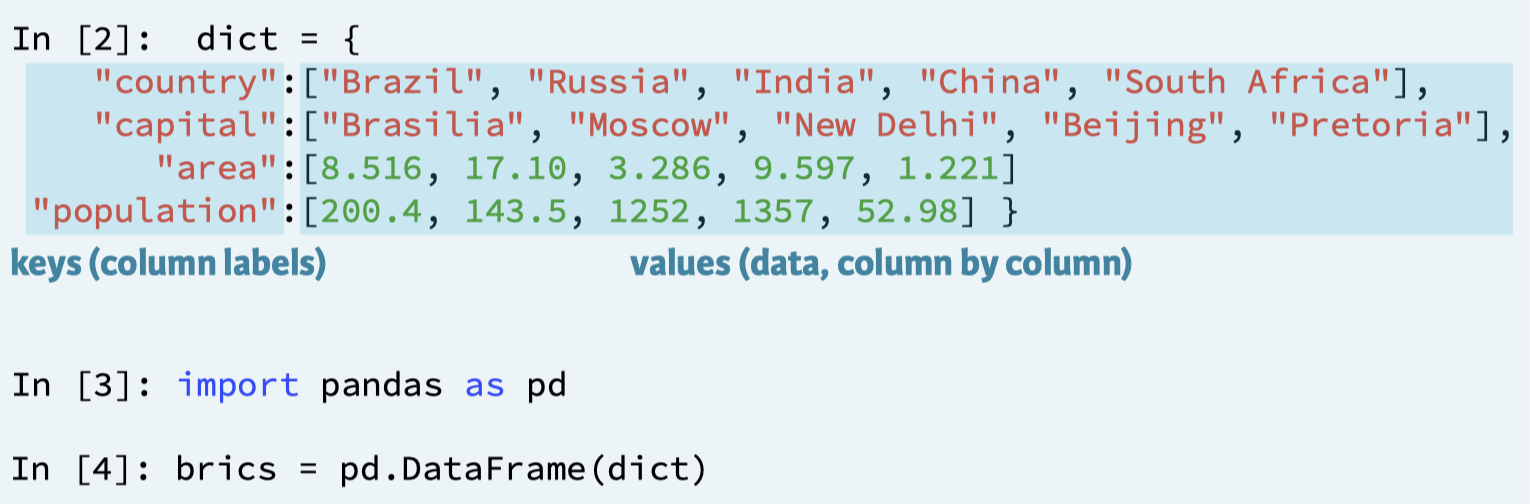 In [2]:  dict = {
"country":["Brazil", "Russia", "India", "China", "South Africa"],
"capital":["Brasilia", "Moscow", "New Delhi", "Beijing", "Pretoria"],
"area":[8.516, 17.10, 3.286, 9.597, 1.221]
"population":[200.4, 143.5, 1252, 1357, 52.98] }
keys (column labels) values (data, column by column)
In [3]: import pandas as pd
In [4]: brics = pd.DataFrame(dict)